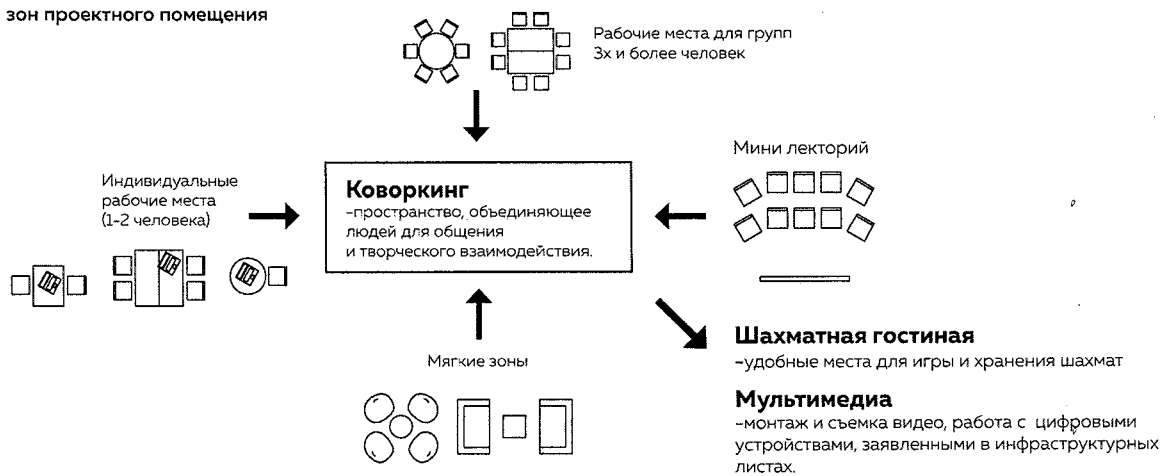 зон проектного помещения
Рабочие места для групп
3х и более человек
Мини лекторий
Индивидуальные
рабочие места
(1-2 человека)
Коворкинг
-пространство, объединяющее
людей для общения
и творческого взаимодействия.
Мягкие зоны
Шахматная гостиная
-удобные места для игры и хранения шахмат
Мультимедиа
-монтаж и съемка видео, работа с цифровыми
устройствами, заявленными в инфраструктурных
листах.